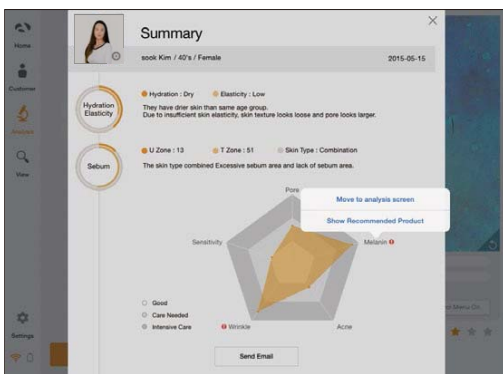 Summary
sook Kim / 40's / Female
2015-05-15
Home
Customer
Analysis
View
Settings
Hydration
Elasticity
Hydration : Dry
Elasticity : Low
They have drier skin than same age group.
Due to insufficient skin elasticity, skin texture looks loose and pore looks larger.
Sebum
U Zone : 13
T Zone : 51
Skin Type : Combination
The skin type combined Excessive sebum area and lack of sebum area.
Pore
Move to analysis screen
Show Recommended Product
Sensitivity
Melanin
Good
Care Needed
Intensive Care
Wrinkle
Acne
Send Email